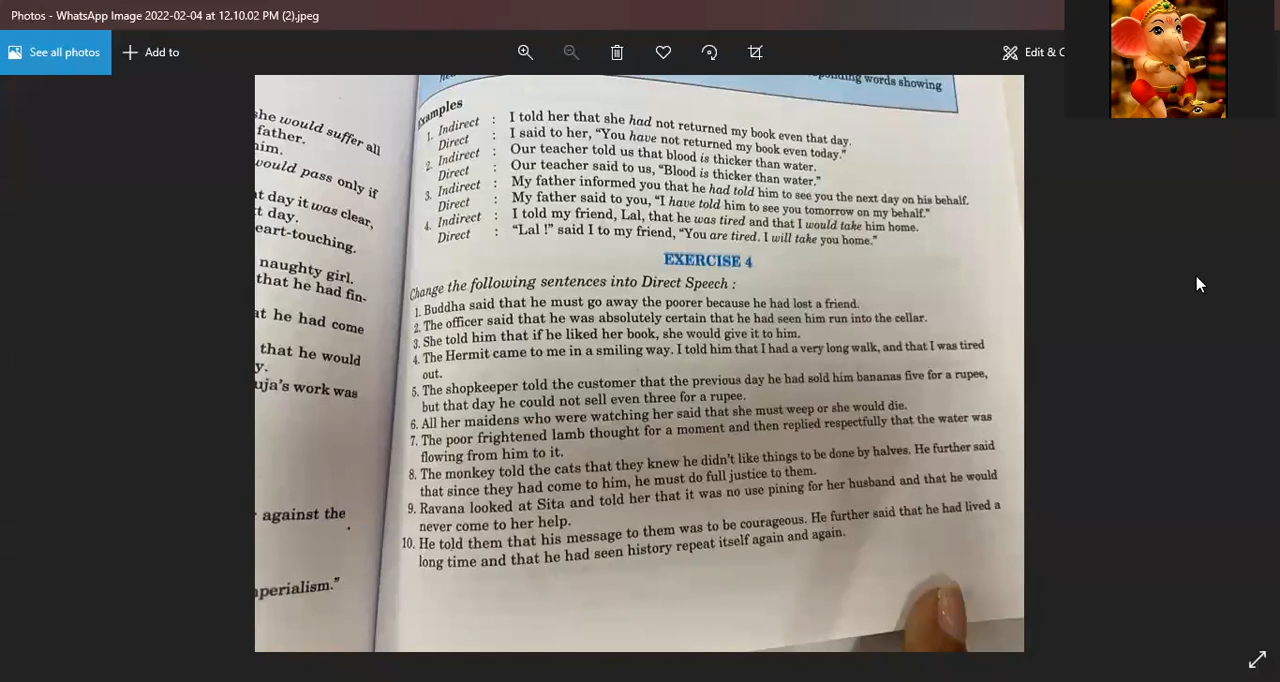 Photos - WhatsApp Image 2022-02-04 at 12.10.02 PM (2).jpeg
See all photos
Add to
Edit & C
words showing
Examples
1. Indirect : I told her that she had not returned my book even that day.
Direct : I said to her, “You have not returned my book even today.”
2. Indirect : Our teacher told us that blood is thicker than water.
Direct : Our teacher said to us, “Blood is thicker than water.”
3. Indirect : My father informed you that he had told him to see you the next day on his behalf.
Direct : My father said to you, “I have told him to see you tomorrow on my behalf.”
4. Indirect : I told my friend, Lal, that he was tired and that I would take him home.
Direct : “Lal !” said I to my friend, “You are tired. I will take you home.”
EXERCISE 4
Change the following sentences into Direct Speech :
1. Buddha said that he must go away the poorer because he had lost a friend.
2. The officer said that he was absolutely certain that he had seen him run into the cellar.
3. She told him that if he liked her book, she would give it to him.
4. The Hermit came to me in a smiling way. I told him that I had a very long walk, and that I was tired
out.
5. The shopkeeper told the customer that the previous day he had sold him bananas five for a rupee,
but that day he could not sell even three for a rupee.
6. All her maidens who were watching her said that she must weep or she would die.
7. The poor frightened lamb thought for a moment and then replied respectfully that the water was
flowing from him to it.
8. The monkey told the cats that they knew he didn't like things to be done by halves. He further said
that since they had come to him, he must do full justice to them.
9. Ravana looked at Sita and told her that it was no use pining for her husband and that he would
never come to her help.
10. He told them that his message to them was to be courageous. He further said that he had lived a
long time and that he had seen history repeat itself again and again.
she would suffer all
father.
him.
would pass only if
at day it was clear,
t day.
eart-touching.
naughty girl.
that he had fin-
at he had come
that he would
y.
uja's work was
against the
perialism.”